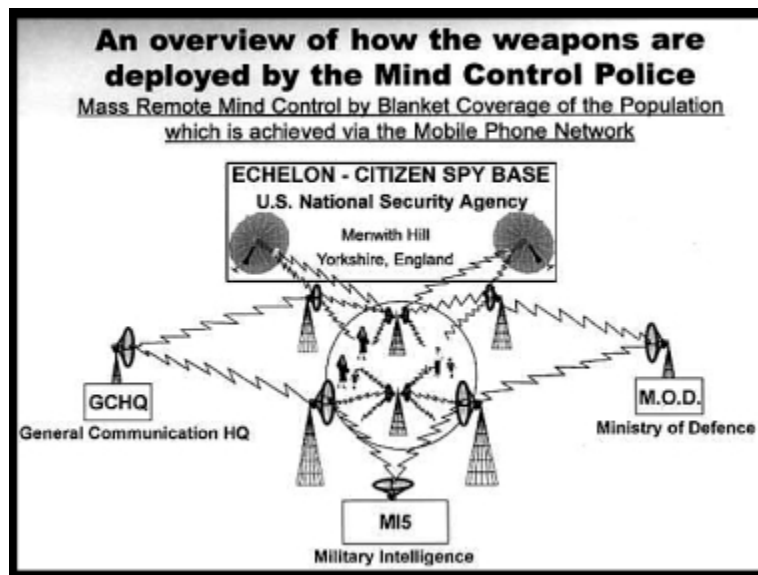 An overview of how the weapons are
deployed by the Mind Control Police
Mass Remote Mind Control by Blanket Coverage of the Population
which is achieved via the Mobile Phone Network
ECHELON - CITIZEN SPY BASE
U.S. National Security Agency
Menwith Hill
Yorkshire, England
GCHQ
General Communication HQ
M.O.D.
Ministry of Defence
MI5
Military Intelligence